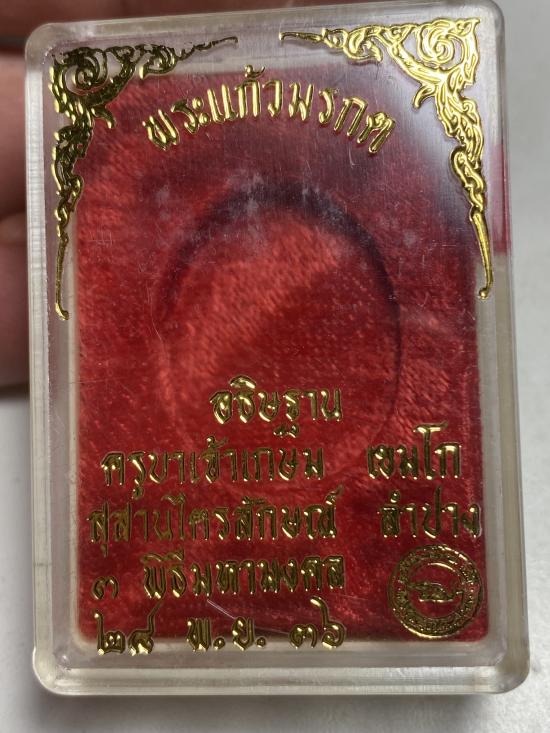 พระแก้วมรกต
อธิษฐาน
ครูบาเจ้าเกษม เขมโก
สุสานไตรลักษณ์ ลำปาง
๓ พิธีมหามงคล
๒๘ พ.ย. ๓๖